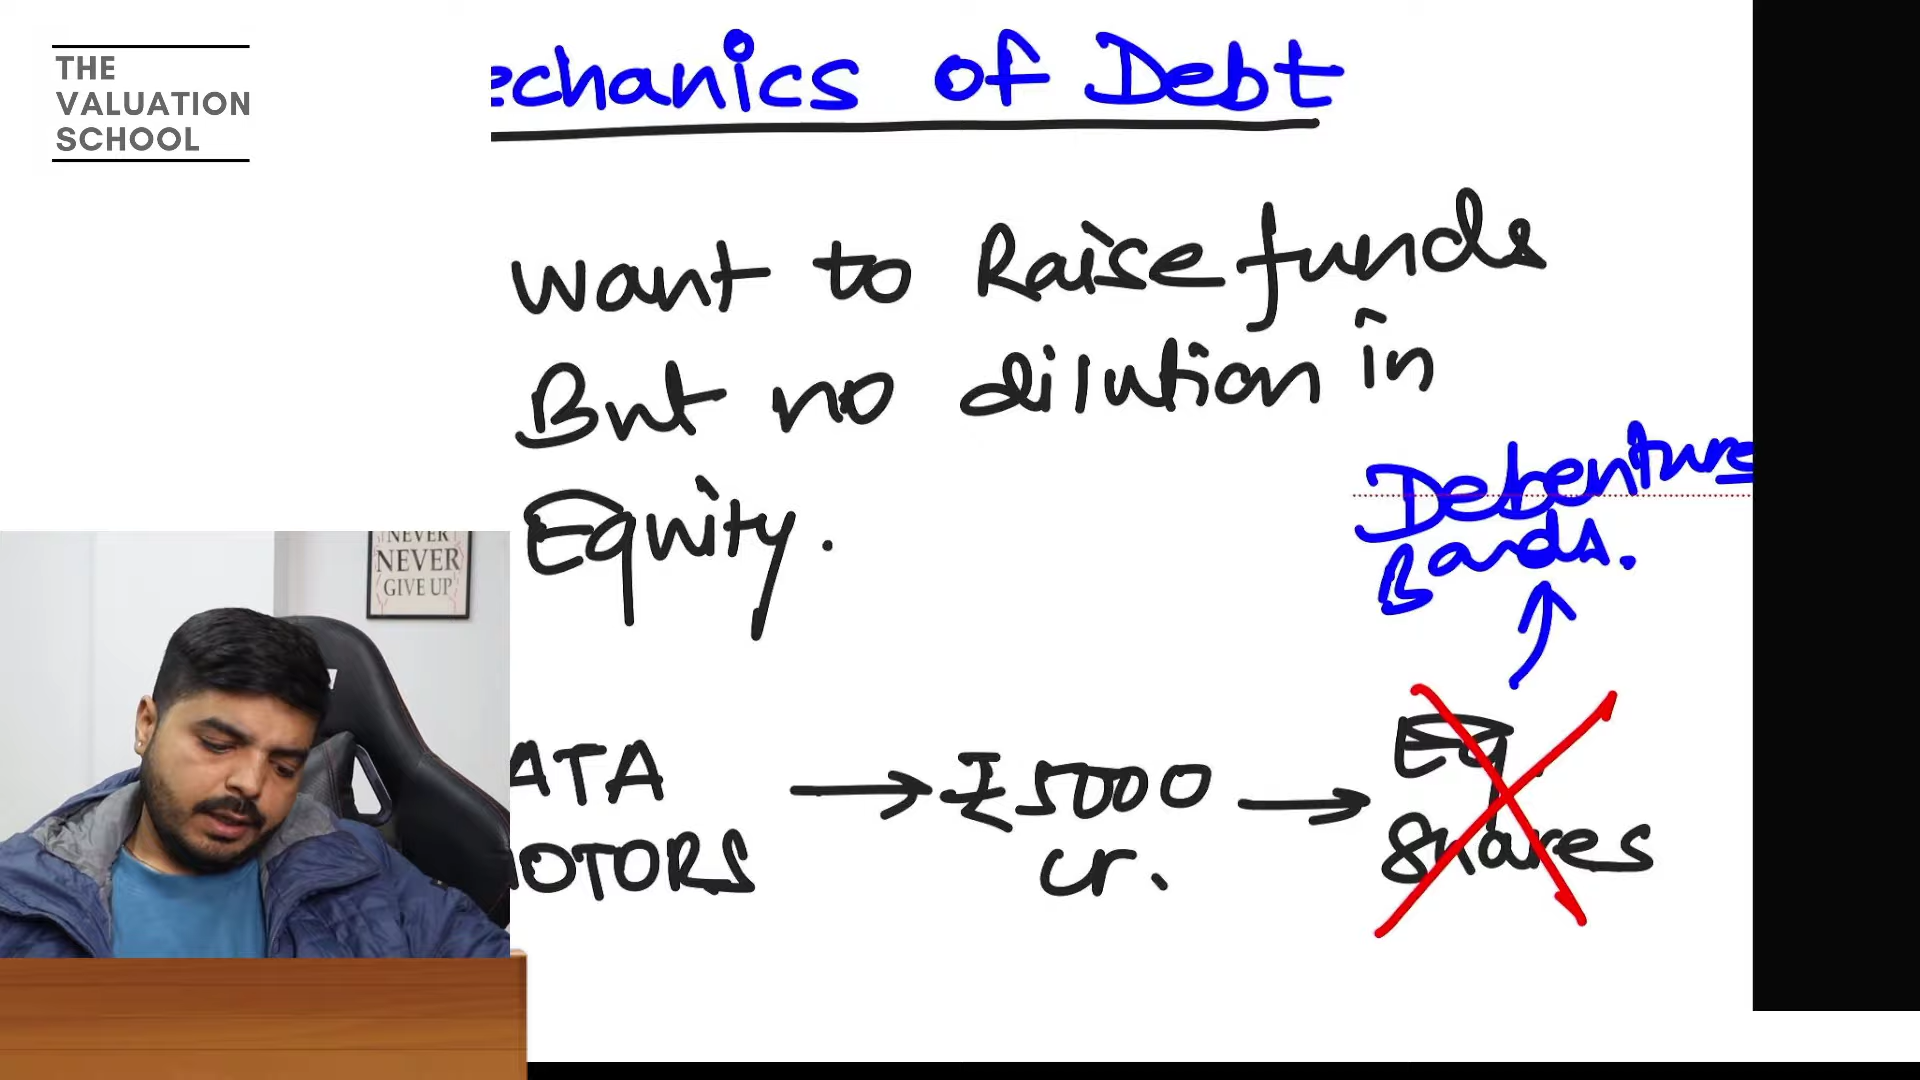 THE
VALUATION
SCHOOL
echanics of Debt
want to Raise funds
But no dilution in
Equity.
Debentures
Bonds.
NEVER
NEVER
GIVE UP
ATA
OTORS
₹5000
cr.
Eq.
Shares